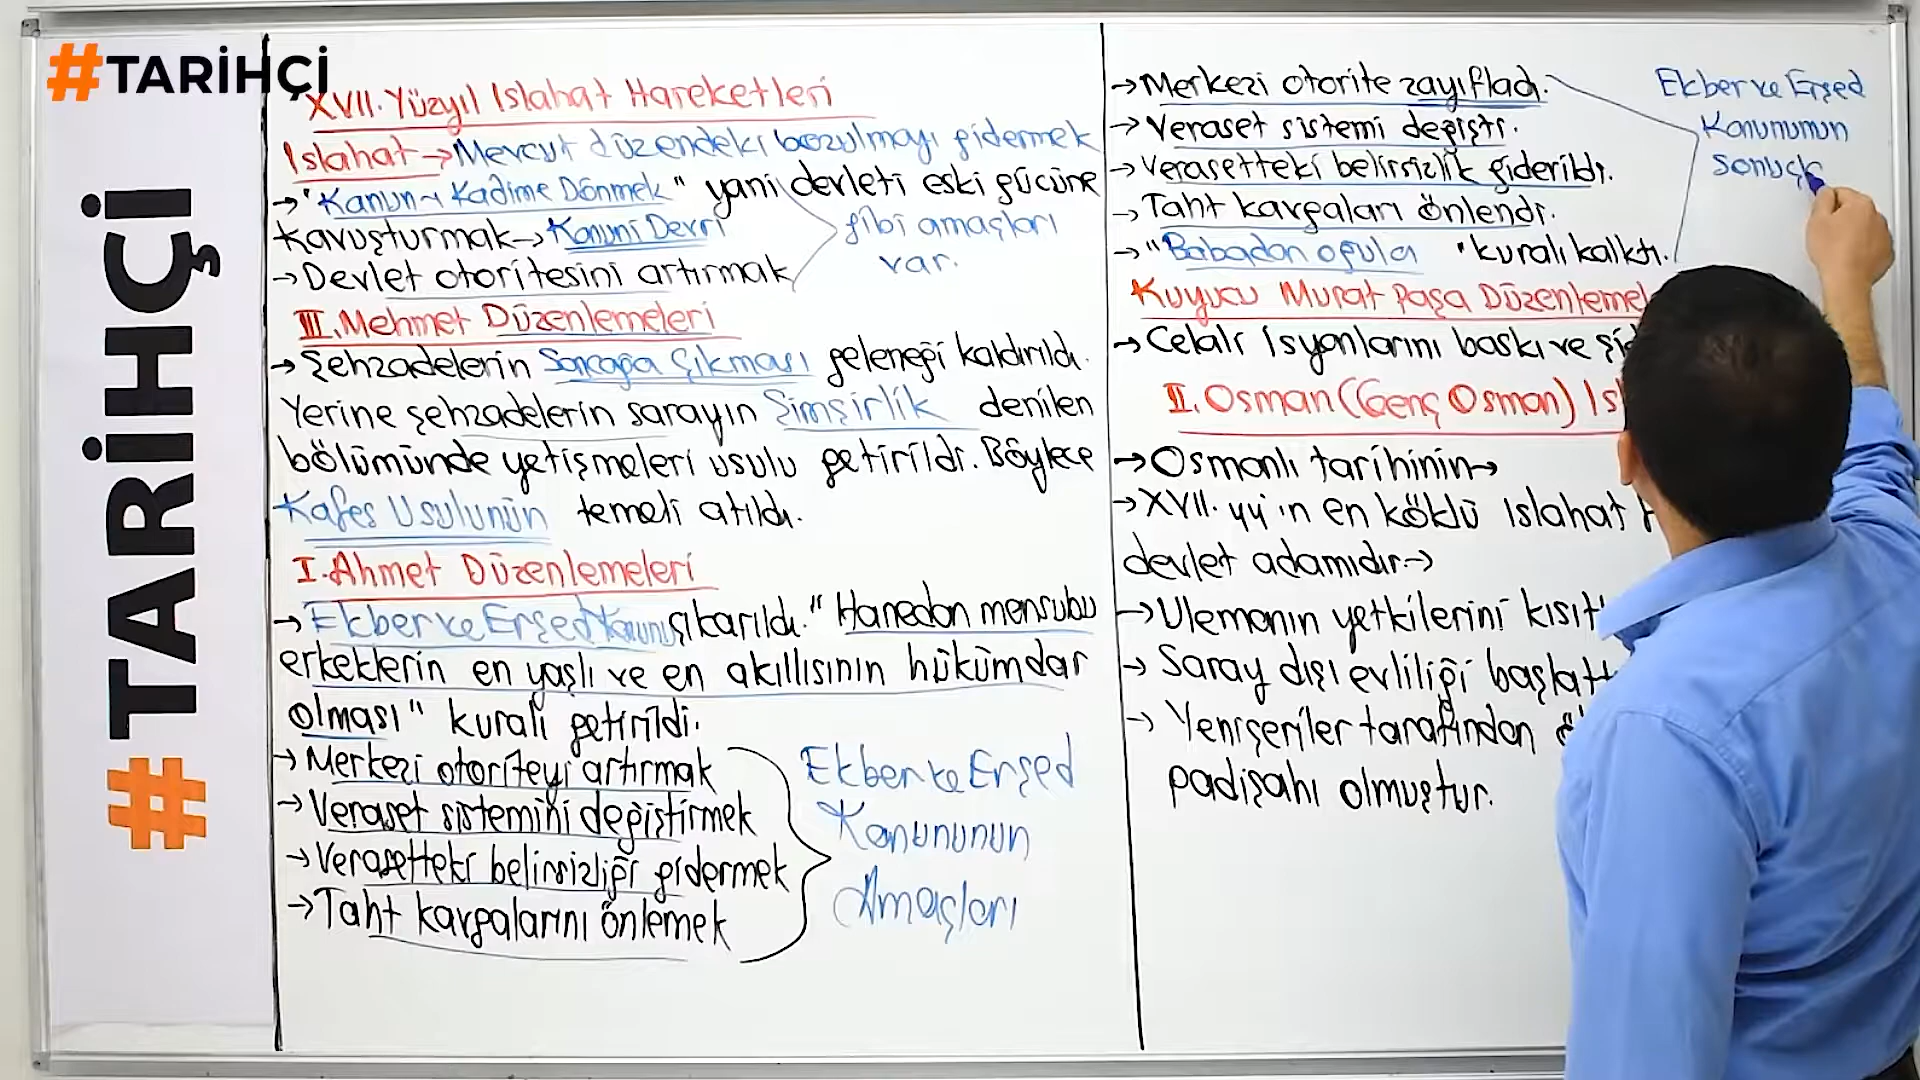 #TARİHÇİ
#TARİHÇİ
XVII. Yüzyıl Islahat Hareketleri
Islahat → Mevcut düzendeki bozulmayı gidermek
→ "Kanun-ı Kadime Dönmek" yani devleti eski gücüne
kavuşturmak → Kanuni Devri
→ Devlet otoritesini artırmak
gibi amaçları
var.
III. Mehmet Düzenlemeleri
→ Şehzadelerin Sancağa Çıkması geleneği kaldırıldı.
Yerine şehzadelerin sarayın Şimşirlik denilen
bölümünde yetişmeleri usulu getirildi. Böylece
Kafes Usulunün temeli atıldı.
I. Ahmet Düzenlemeleri
→ Ekber ve Erşed Kanunu çıkarıldı. "Hanedan mensubu
erkeklerin en yaşlı ve en akıllısının hükümdar
olması" kuralı getirildi.
→ Merkezi otoriteyi artırmak
→ Veraset sistemini değiştirmek
→ Verasetteki belirsizliği gidermek
→ Taht kavgalarını önlemek
Ekber ve Erşed
Kanununun
Amaçları
→ Merkezi otorite zayıfladı.
→ Veraset sistemi değişti.
→ Verasetteki belirsizlik giderildi.
→ Taht kavgaları önlendi.
→ "Babadan oğula" kuralı kalktı.
Ekber ve Erşed
Kanununun
Sonuçla
Kuyucu Murat Paşa Düzenlemel
→ Celali İsyanlarını baskı ve şid
II. Osman (Genç Osman) Isl
→ Osmanlı tarihinin →
→ XVII. yy'ın en köklü ıslahat
devlet adamıdır →
→ Ulemanın yetkilerini kısıt
→ Saray dışı evliliği başlatt
→ Yeniçeriler tarafından ö
padişahı olmuştur.